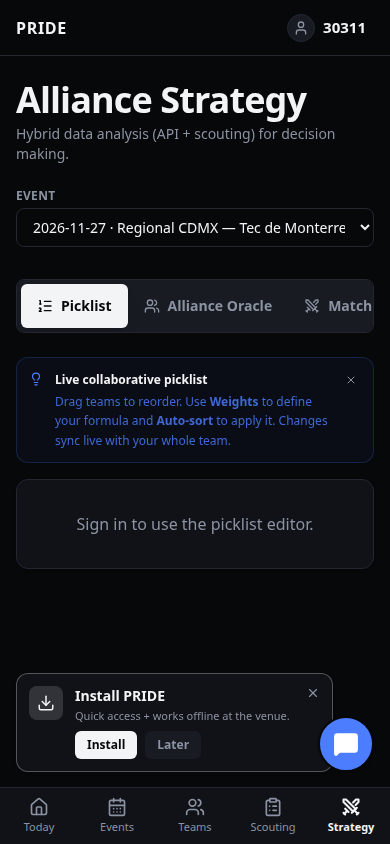 PRIDE
30311
Alliance Strategy
Hybrid data analysis (API + scouting) for decision
making.
EVENT
2026-11-27 · Regional CDMX — Tec de Monterre
Picklist
Alliance Oracle
Match
Live collaborative picklist
Drag teams to reorder. Use Weights to define
your formula and Auto-sort to apply it. Changes
sync live with your whole team.
Sign in to use the picklist editor.
Install PRIDE
Quick access + works offline at the venue.
Install
Later
Today
Events
Teams
Scouting
Strategy